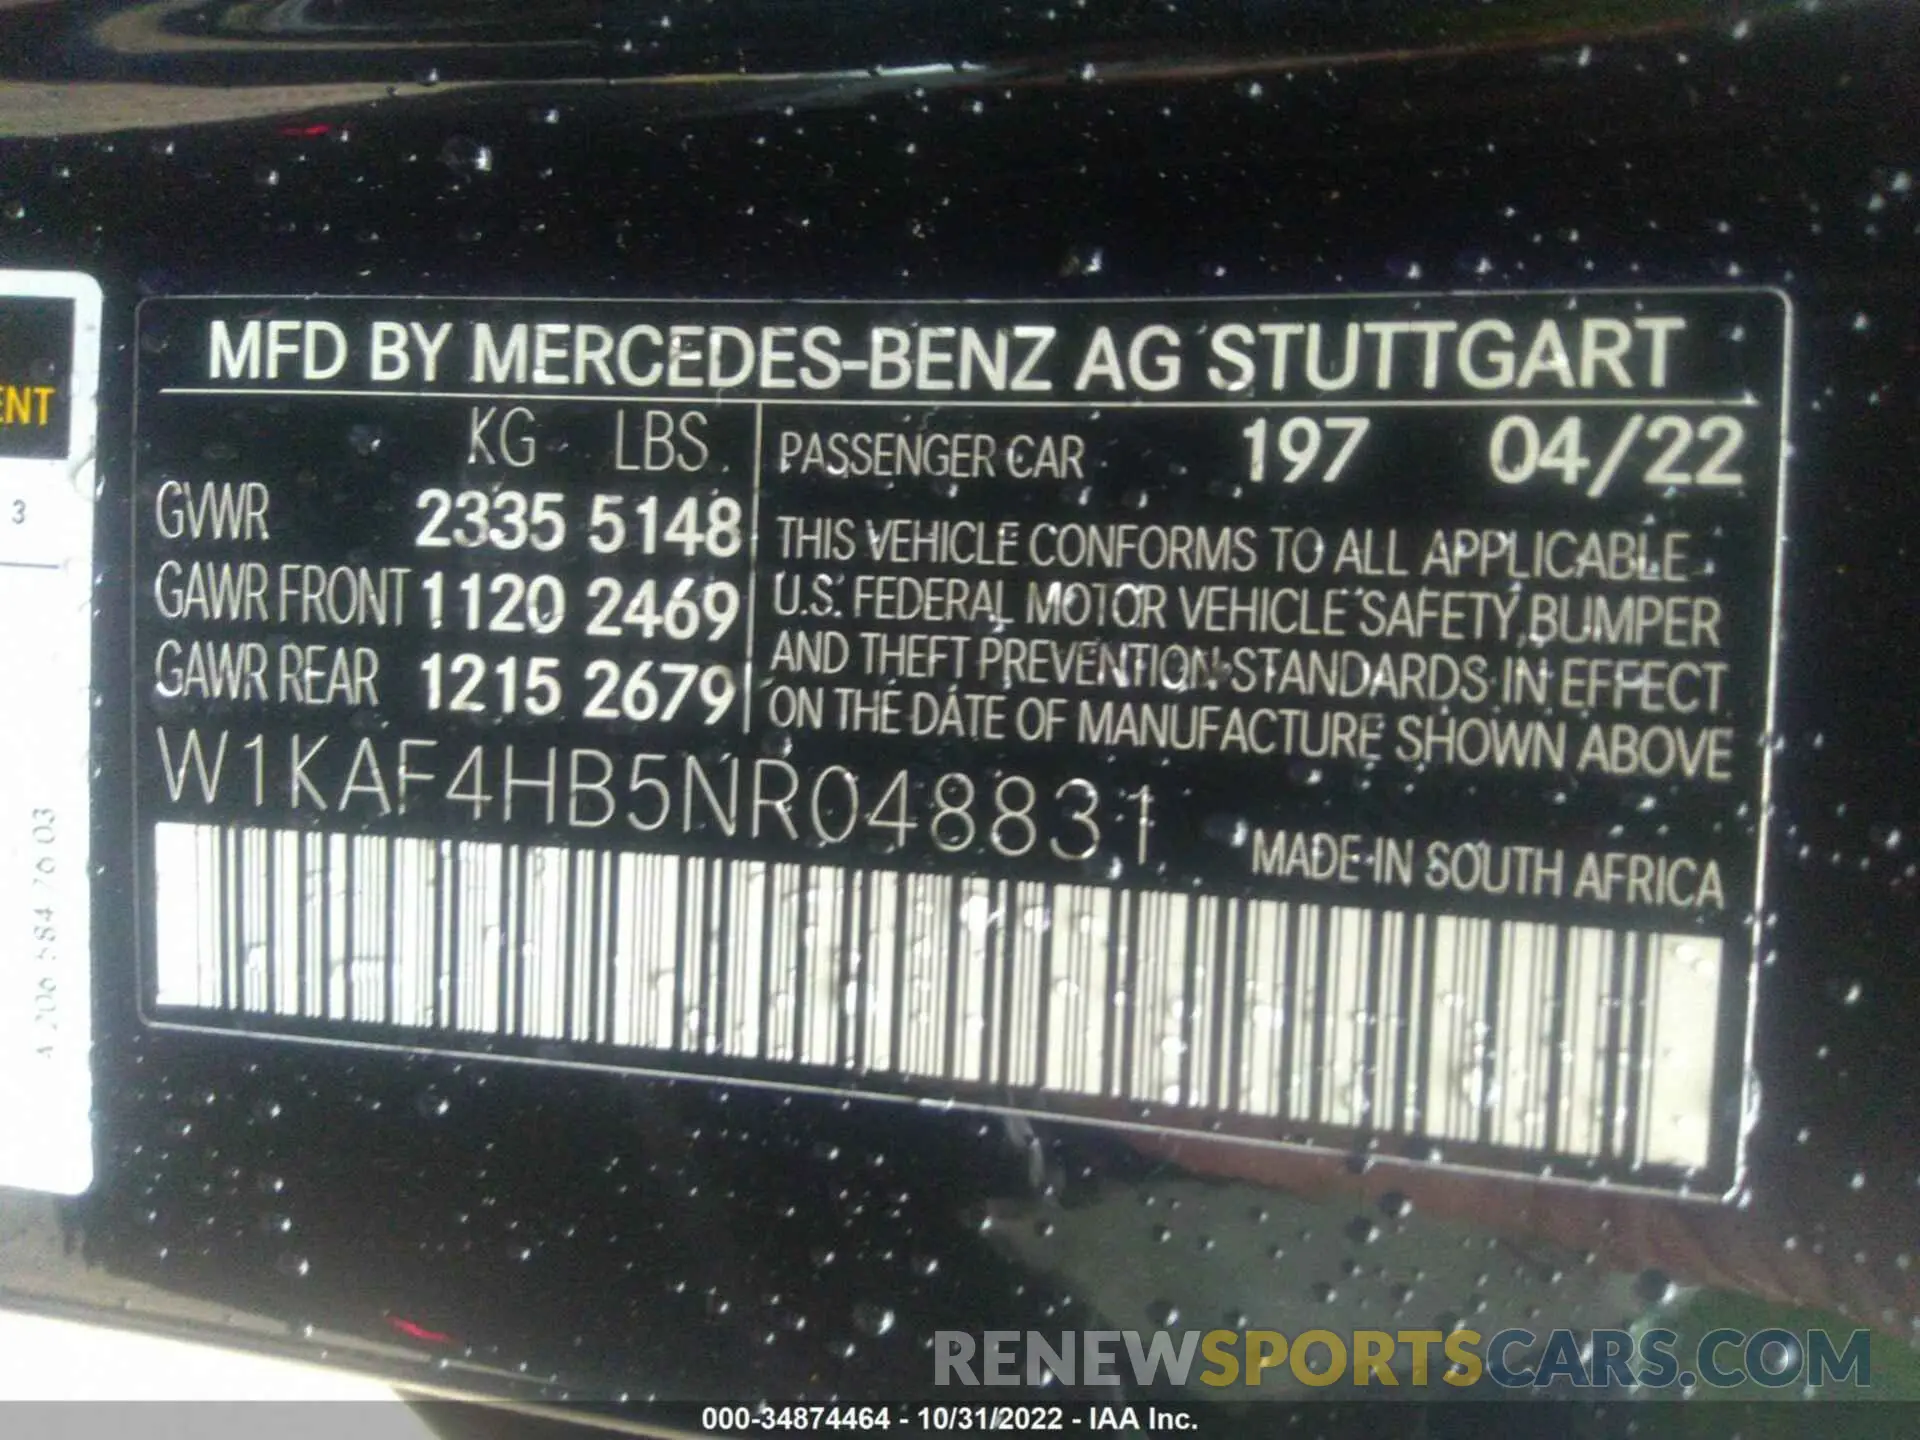 MFD BY MERCEDES-BENZ AG STUTTGART
KG LBS
GVWR 2335 5148
GAWR FRONT 1120 2469
GAWR REAR 1215 2679
PASSENGER CAR 197 04/22
THIS VEHICLE CONFORMS TO ALL APPLICABLE
U.S. FEDERAL MOTOR VEHICLE SAFETY, BUMPER
AND THEFT PREVENTION STANDARDS IN EFFECT
ON THE DATE OF MANUFACTURE SHOWN ABOVE
W1KAF4HB5NR048831
MADE IN SOUTH AFRICA
ENT
3
RENEWSPORTSCARS.COM
000-34874464 - 10/31/2022 - IAA Inc.